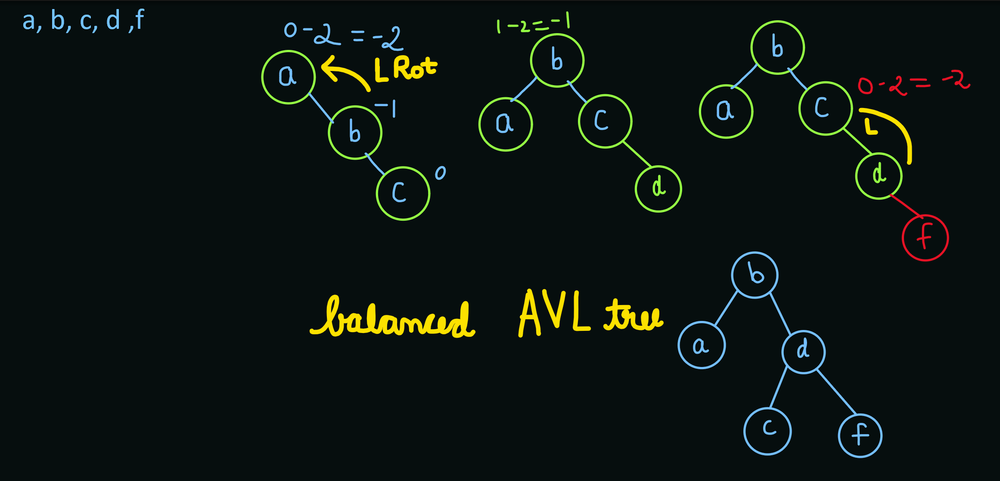 a, b, c, d ,f
0-2=-2
1-2=-1
a
LRot
b
-1
c
0
b
a
c
d
b
a
c
0-2=-2
L
d
f
balanced AVL tree
b
a
d
c
f